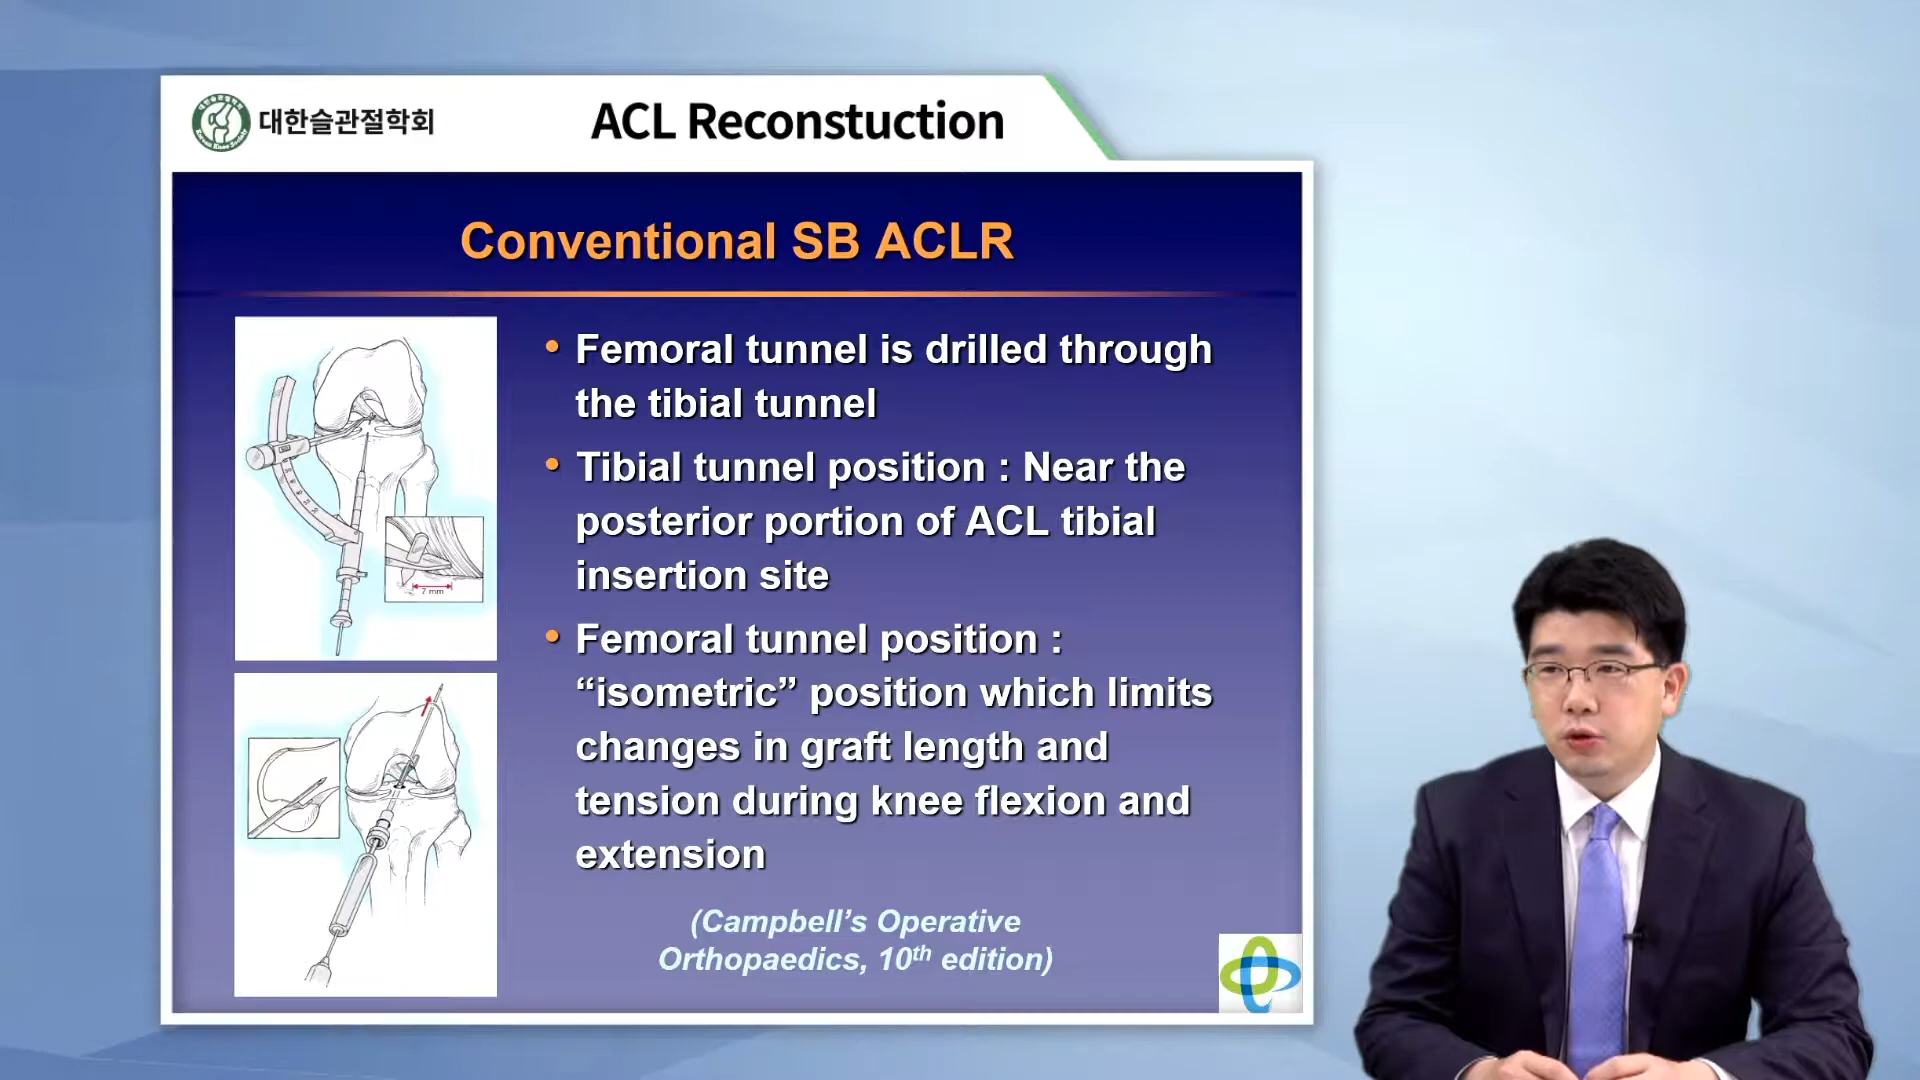 대한슬관절학회
ACL Reconstuction
Conventional SB ACLR
• Femoral tunnel is drilled through
the tibial tunnel
• Tibial tunnel position : Near the
posterior portion of ACL tibial
insertion site
• Femoral tunnel position :
“isometric” position which limits
changes in graft length and
tension during knee flexion and
extension
(Campbell’s Operative
Orthopaedics, 10th edition)
7 mm